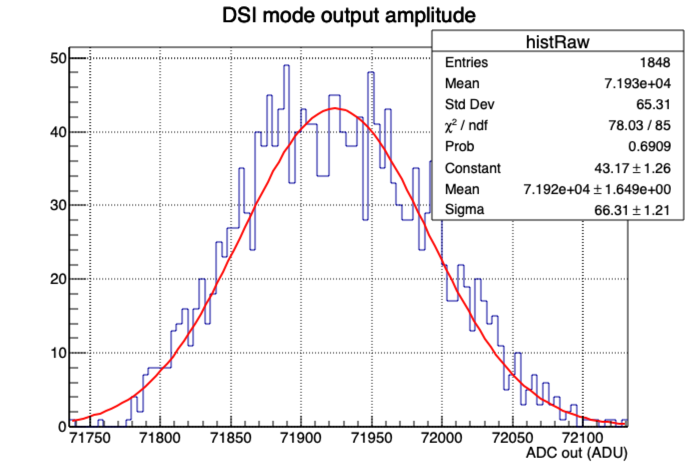 DSI mode output amplitude
histRaw
Entries 1848
Mean 7.193e+04
Std Dev 65.31
χ² / ndf 78.03 / 85
Prob 0.6909
Constant 43.17 ± 1.26
Mean 7.192e+04 ± 1.649e+00
Sigma 66.31 ± 1.21
50
40
30
20
10
0
71750 71800 71850 71900 71950 72000 72050 72100
ADC out (ADU)